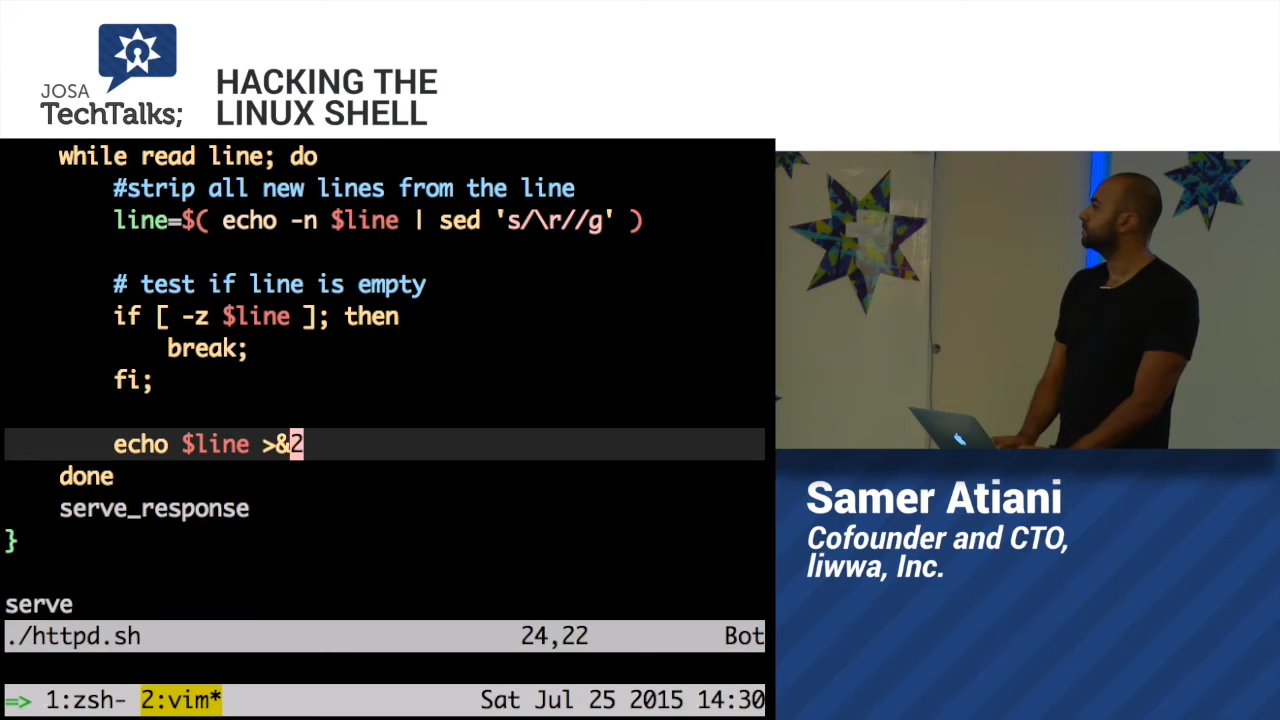 JOSA
TechTalks;
HACKING THE
LINUX SHELL
while read line; do
#strip all new lines from the line
line=$( echo -n $line | sed 's/\r//g' )
# test if line is empty
if [ -z $line ]; then
break;
fi;
echo $line >&2
done
serve_response
}
serve
./httpd.sh 24,22 Bot
=> 1:zsh- 2:vim* Sat Jul 25 2015 14:30
Samer Atiani
Cofounder and CTO,
liwwa, Inc.